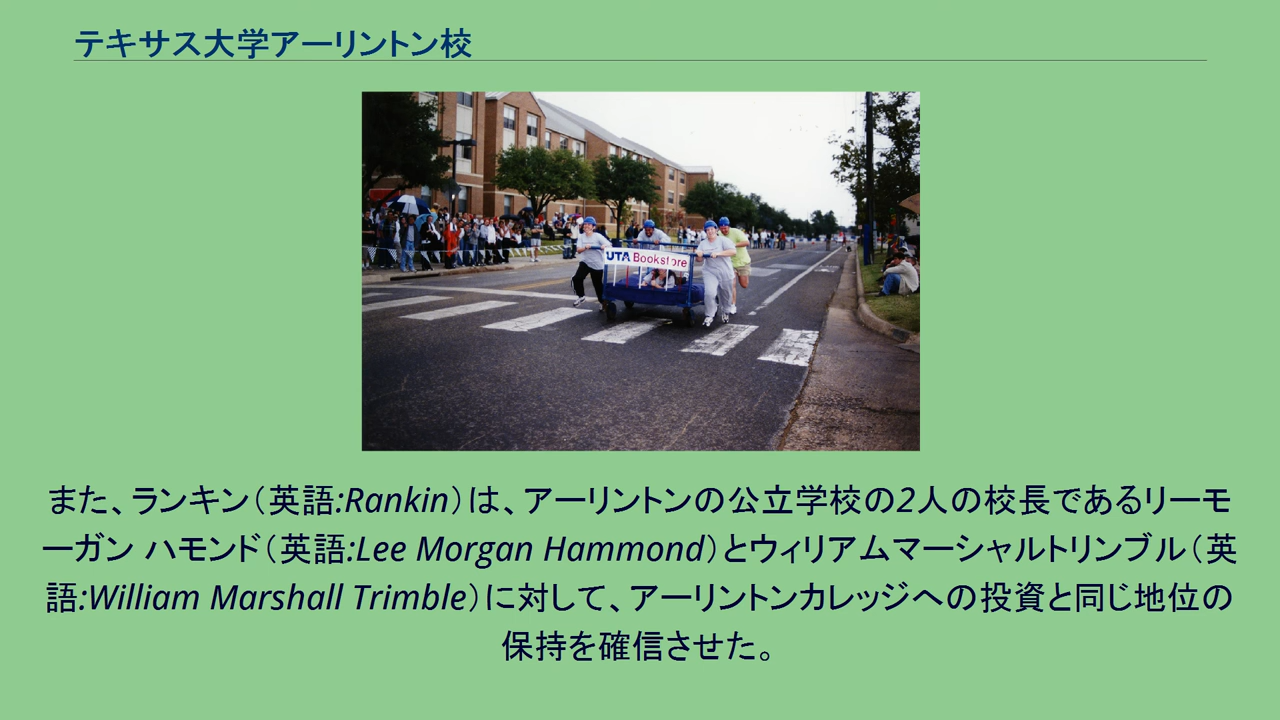 テキサス大学アーリントン校
UTA Bookstore
また、ランキン（英語:Rankin）は、アーリントンの公立学校の2人の校長であるリーモ
ーガン ハモンド（英語:Lee Morgan Hammond）とウィリアムマーシャルトリンブル（英
語:William Marshall Trimble）に対して、アーリントンカレッジへの投資と同じ地位の
保持を確信させた。